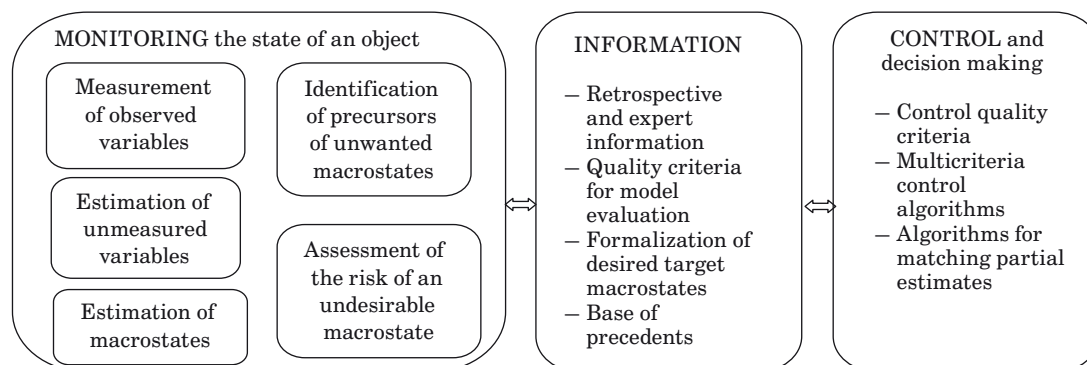 MONITORING the state of an object
Measurement
of observed
variables
Estimation of
unmeasured
variables
Estimation of
macrostates
Identification
of precursors
of unwanted
macrostates
Assessment of
the risk of an
undesirable
macrostate
INFORMATION
– Retrospective
and expert
information
– Quality criteria
for model
evaluation
– Formalization of
desired target
macrostates
– Base of
precedents
CONTROL and
decision making
– Control quality
criteria
– Multicriteria
control
algorithms
– Algorithms for
matching partial
estimates